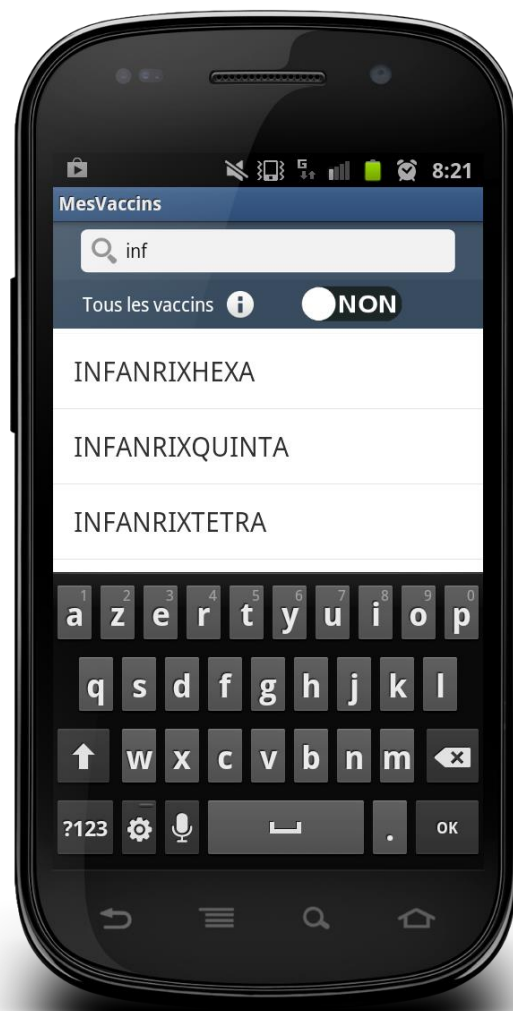 8:21
MesVaccins
inf
Tous les vaccins i NON
INFANRIXHEXA
INFANRIXQUINTA
INFANRIXTETRA
1 2 3 4 5 6 7 8 9 0
a z e r t y u i o p
q s d f g h j k l
w x c v b n m
?123 . OK